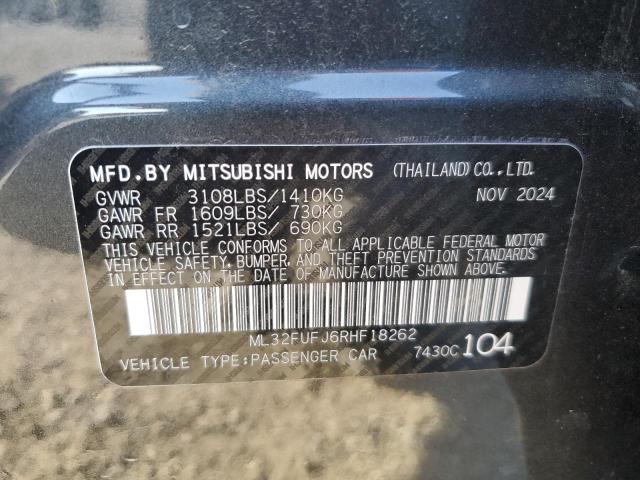 MFD.BY MITSUBISHI MOTORS (THAILAND) CO.,LTD.
GVWR 3108LBS/1410KG NOV 2024
GAWR FR 1609LBS/ 730KG
GAWR RR 1521LBS/ 690KG
THIS VEHICLE CONFORMS TO ALL APPLICABLE FEDERAL MOTOR
VEHICLE SAFETY, BUMPER, AND THEFT PREVENTION STANDARDS
IN EFFECT ON THE DATE OF MANUFACTURE SHOWN ABOVE.
ML32FUFJ6RHF18262
VEHICLE TYPE:PASSENGER CAR 7430C 104